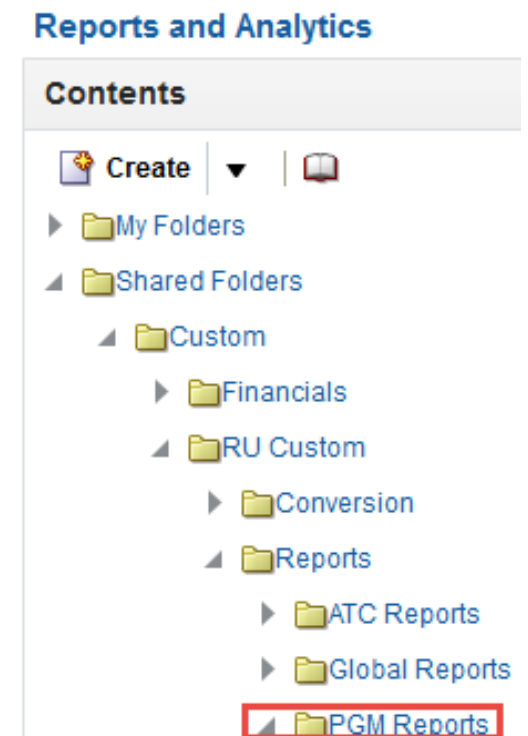 Reports and Analytics
Contents
Create
My Folders
Shared Folders
Custom
Financials
RU Custom
Conversion
Reports
ATC Reports
Global Reports
PGM Reports